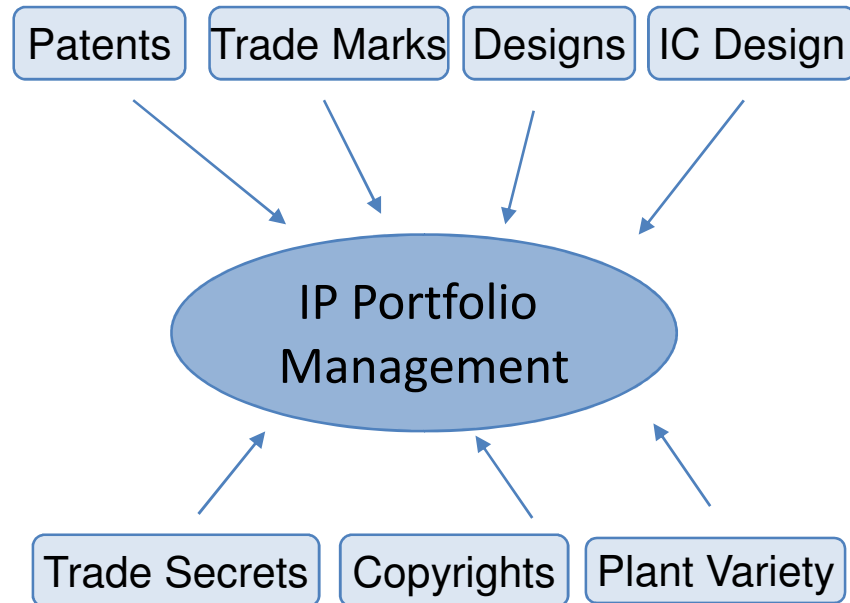 Patents
Trade Marks
Designs
IC Design
IP Portfolio
Management
Trade Secrets
Copyrights
Plant Variety